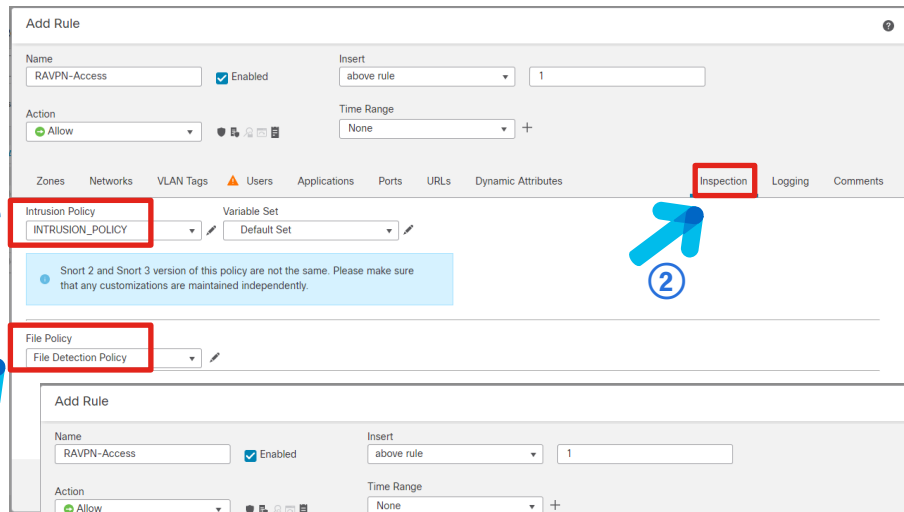 Add Rule
Name
Insert
RAVPN-Access
Enabled
above rule
1
Action
Time Range
Allow
None
Zones Networks VLAN Tags Users Applications Ports URLs Dynamic Attributes Inspection Logging Comments
Intrusion Policy
Variable Set
INTRUSION_POLICY
Default Set
2
Snort 2 and Snort 3 version of this policy are not the same. Please make sure
that any customizations are maintained independently.
File Policy
File Detection Policy
Add Rule
Name
Insert
RAVPN-Access
Enabled
above rule
1
Action
Time Range
Allow
None